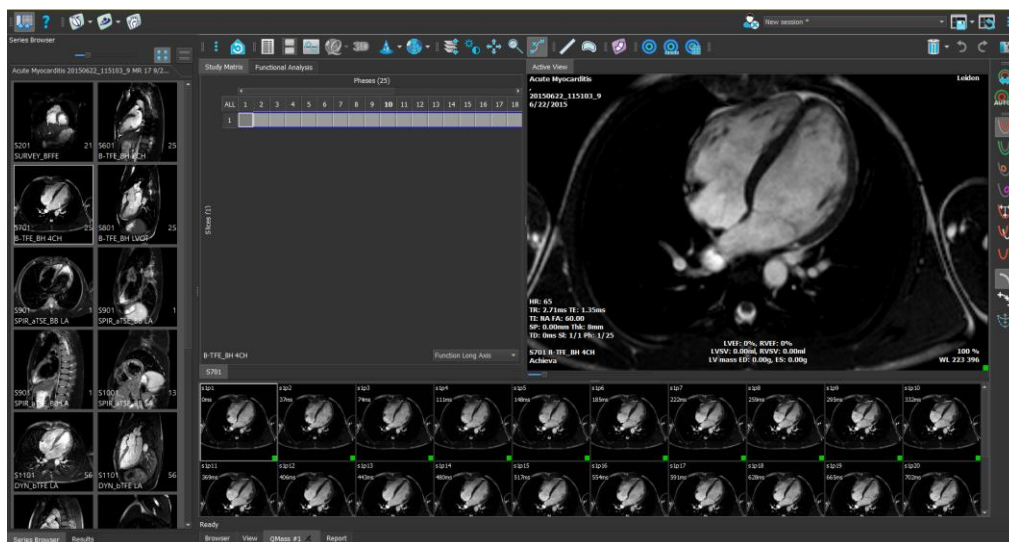 New session *
Series Browser
Acute Myocarditis 20150622_115103_9 MR 17 9/2...
S201 21
SURVEY_BFFE
S601 25
B-TFE_BH 2CH
S701 25
B-TFE_BH 4CH
S801 25
B-TFE_BH LVOT
S901 1
SPIR_aTSE_BB LA
S901 1
SPIR_aTSE_BB LA
S901 1
SPIR_aTSE_BB LA
S1001 13
SPIR_aTSE_BB SA
S1101 56
DYN_bTFE LA
S1101 56
DYN_bTFE LA
Series Browser Results
3D
Study Matrix Functional Analysis
Phases (25)
ALL 1 2 3 4 5 6 7 8 9 10 11 12 13 14 15 16 17 18
1
Slices (1)
B-TFE_BH 4CH
Function Long Axis
S701
Active View
Acute Myocarditis
.
20150622_115103_9
6/22/2015
Leiden
HR: 65
TR: 2.71ms TE: 1.35ms
TI: NA FA: 60.00
SP: 0.00mm Thk: 8mm
TD: 0ms Sl: 1/1 Ph: 1/25
S701 B-TFE_BH 4CH
Achieva
LVEF: 0%, RVEF: 0%
LVSV: 0.00ml, RVSV: 0.00ml
LV mass ED: 0.00g, ES: 0.00g
100 %
WL 223 396
s1p1 s1p2 s1p3 s1p4 s1p5 s1p6 s1p7 s1p8 s1p9 s1p10
0ms 37ms 74ms 111ms 148ms 185ms 222ms 259ms 295ms 332ms
s1p11 s1p12 s1p13 s1p14 s1p15 s1p16 s1p17 s1p18 s1p19 s1p20
369ms 406ms 443ms 480ms 517ms 554ms 591ms 628ms 665ms 702ms
Ready
Browser View QMass #1 Report